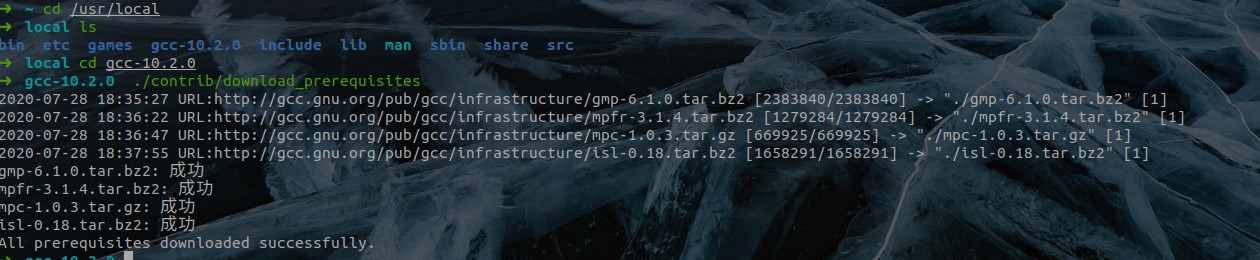 ➜ ~ cd /usr/local
➜ local ls
bin etc games gcc-10.2.0 include lib man sbin share src
➜ local cd gcc-10.2.0
➜ gcc-10.2.0 ./contrib/download_prerequisites
2020-07-28 18:35:27 URL:http://gcc.gnu.org/pub/gcc/infrastructure/gmp-6.1.0.tar.bz2 [2383840/2383840] -> "./gmp-6.1.0.tar.bz2" [1]
2020-07-28 18:36:22 URL:http://gcc.gnu.org/pub/gcc/infrastructure/mpfr-3.1.4.tar.bz2 [1279284/1279284] -> "./mpfr-3.1.4.tar.bz2" [1]
2020-07-28 18:36:47 URL:http://gcc.gnu.org/pub/gcc/infrastructure/mpc-1.0.3.tar.gz [669925/669925] -> "./mpc-1.0.3.tar.gz" [1]
2020-07-28 18:37:55 URL:http://gcc.gnu.org/pub/gcc/infrastructure/isl-0.18.tar.bz2 [1658291/1658291] -> "./isl-0.18.tar.bz2" [1]
gmp-6.1.0.tar.bz2: 成功
mpfr-3.1.4.tar.bz2: 成功
mpc-1.0.3.tar.gz: 成功
isl-0.18.tar.bz2: 成功
All prerequisites downloaded successfully.
➜ gcc-10.2.0